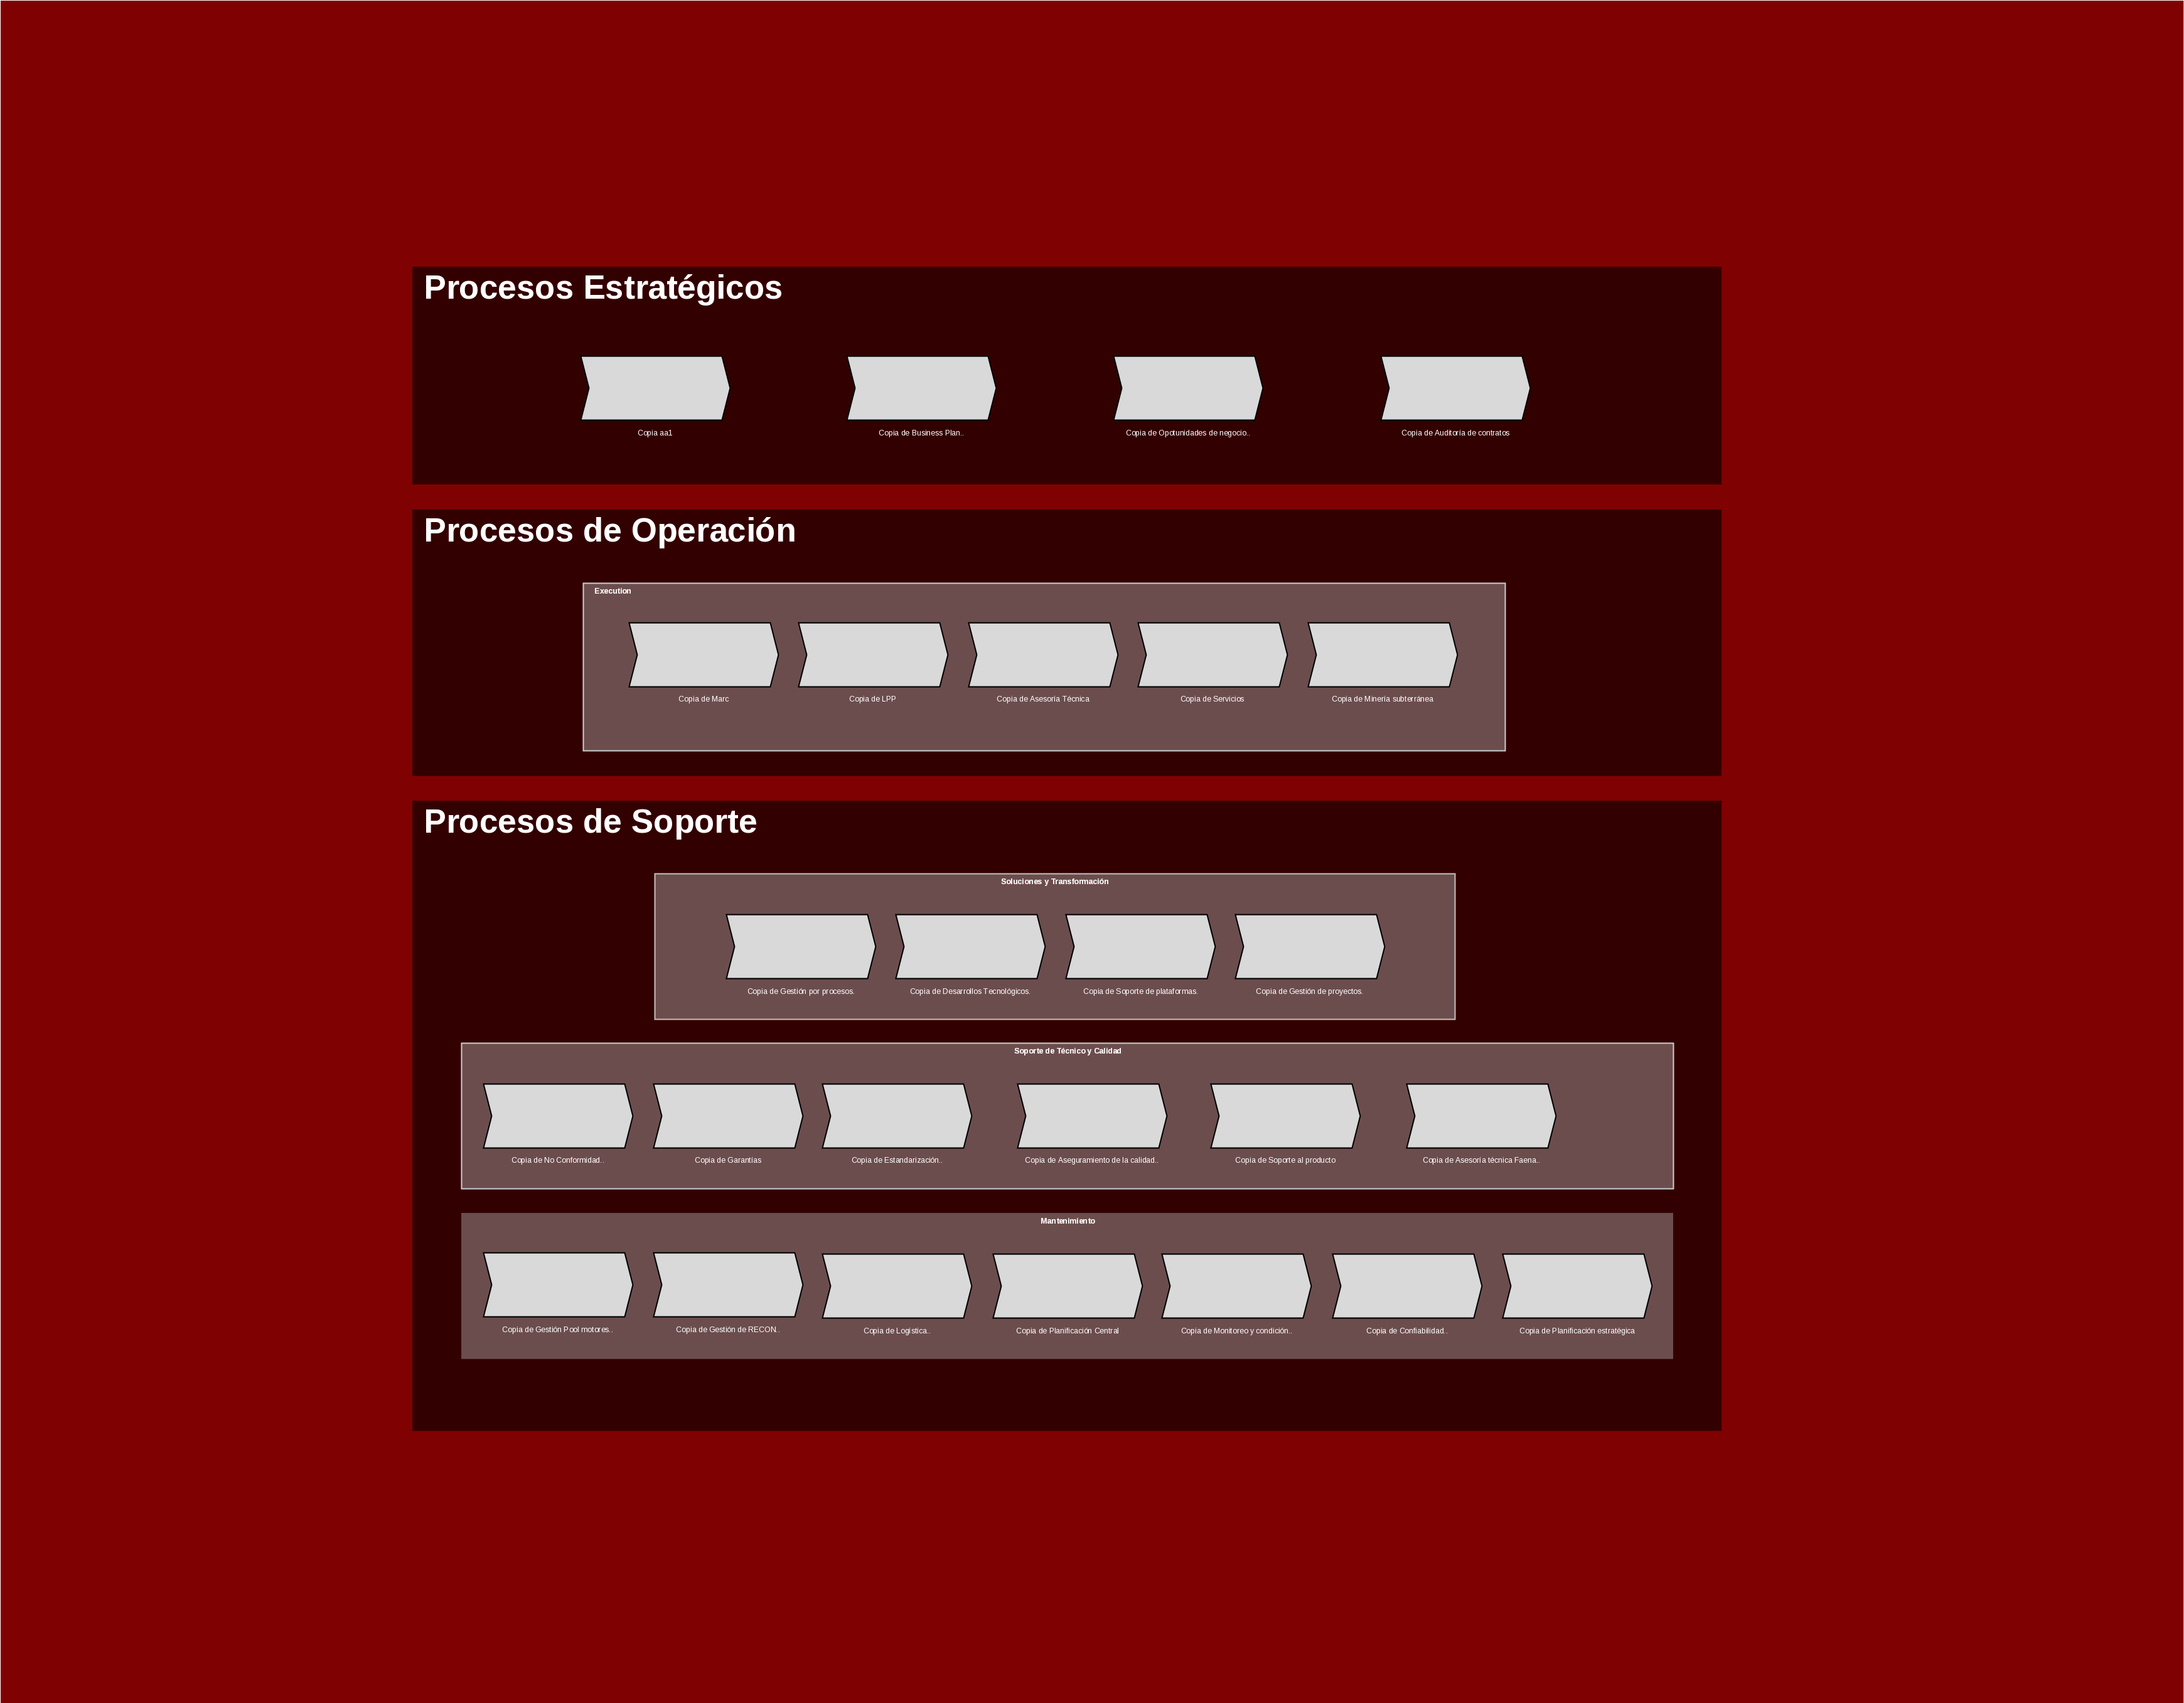 Procesos Estratégicos
Copia aa1
Copia de Business Plan..
Copia de Opotunidades de negocio..
Copia de Auditoría de contratos
Procesos de Operación
Execution
Copia de Marc
Copia de LPP
Copia de Asesoría Técnica
Copia de Servicios
Copia de Minería subterránea
Procesos de Soporte
Soluciones y Transformación
Copia de Gestión por procesos.
Copia de Desarrollos Tecnológicos.
Copia de Soporte de plataformas.
Copia de Gestión de proyectos.
Soporte de Técnico y Calidad
Copia de No Conformidad..
Copia de Garantías
Copia de Estandarización..
Copia de Aseguramiento de la calidad..
Copia de Soporte al producto
Copia de Asesoría técnica Faena..
Mantenimiento
Copia de Gestión Pool motores..
Copia de Gestión de RECON..
Copia de Logística..
Copia de Planificación Central
Copia de Monitoreo y condición..
Copia de Confiabilidad..
Copia de Planificación estratégica